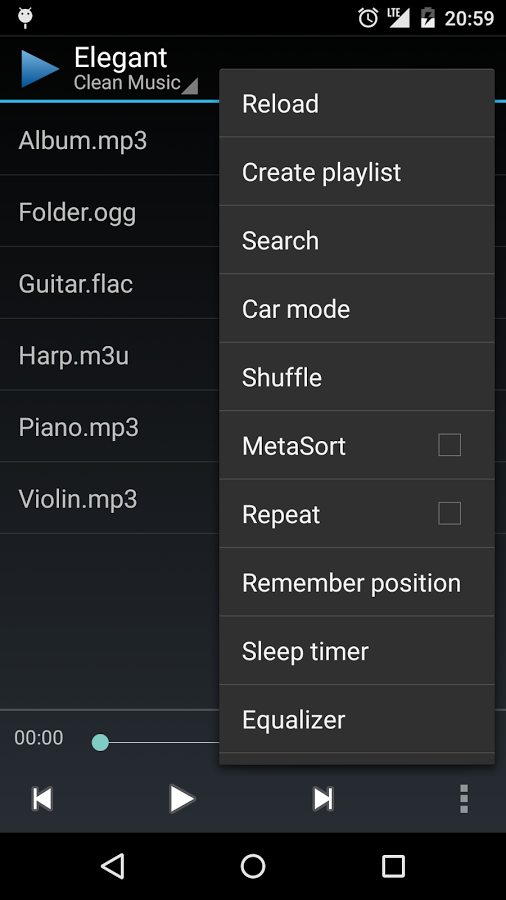 LTE 20:59
Elegant
Clean Music
Album.mp3
Folder.ogg
Guitar.flac
Harp.m3u
Piano.mp3
Violin.mp3
Reload
Create playlist
Search
Car mode
Shuffle
MetaSort
Repeat
Remember position
Sleep timer
Equalizer
00:00